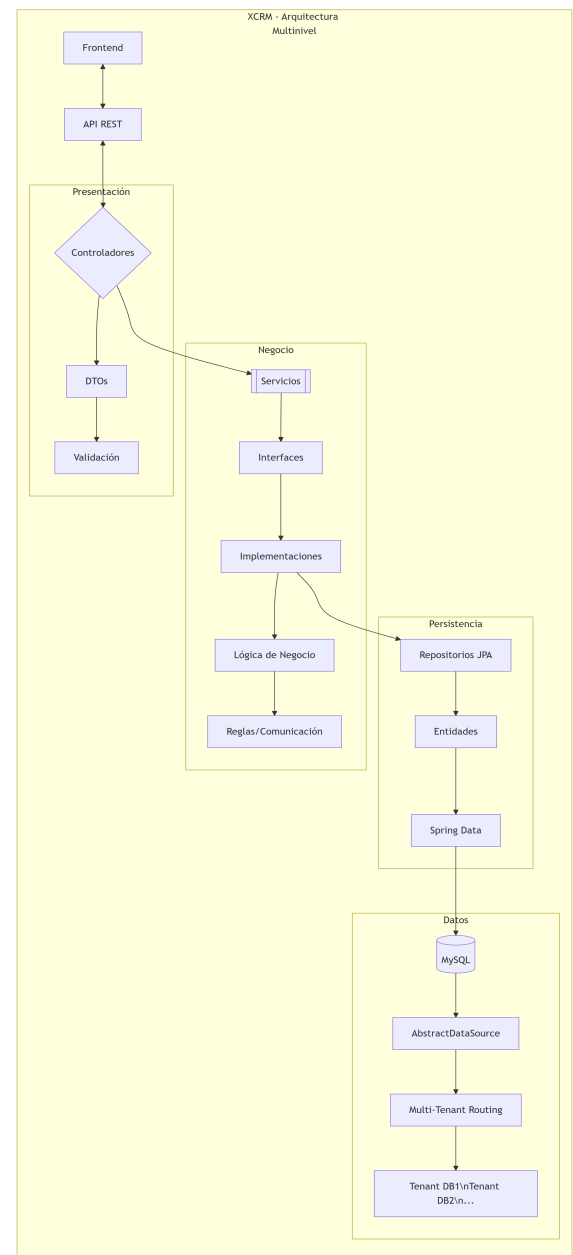 XCRM - Arquitectura
Multinivel
Frontend
API REST
Presentación
Controladores
DTOs
Validación
Negocio
Servicios
Interfaces
Implementaciones
Lógica de Negocio
Reglas/Comunicación
Persistencia
Repositorios JPA
Entidades
Spring Data
Datos
MySQL
AbstractDataSource
Multi-Tenant Routing
Tenant DB1\nTenant
DB2\n...